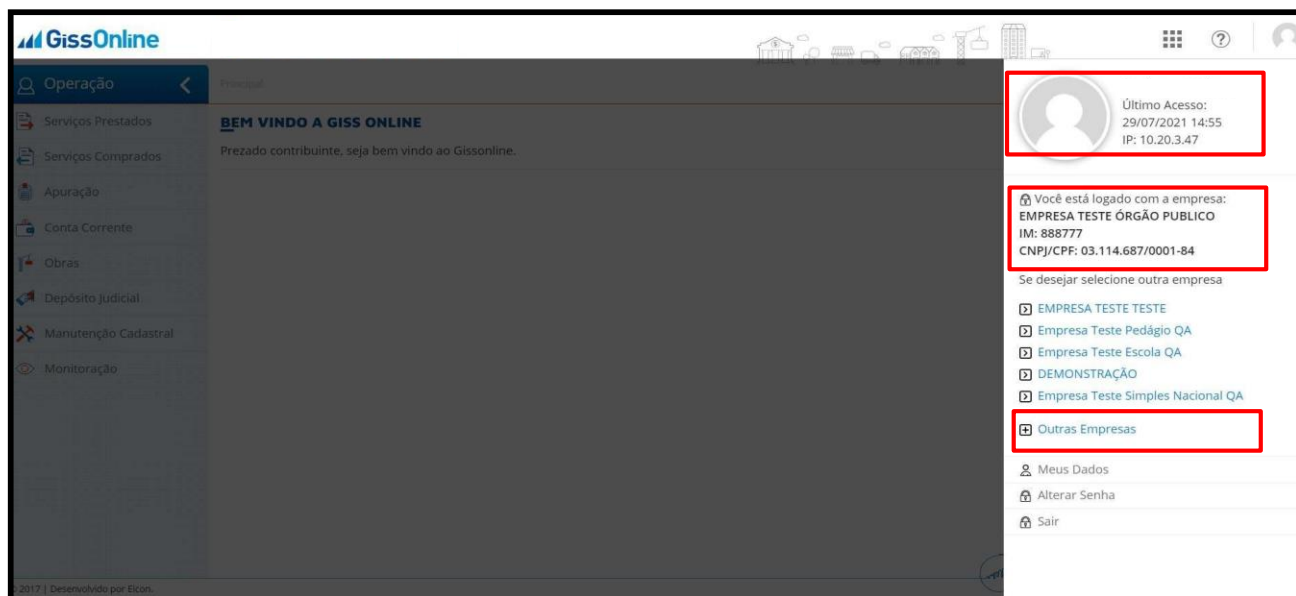 GissOnline
?
Operação
Principal
Serviços Prestados
Serviços Comprados
Apuração
Conta Corrente
Obras
Depósito Judicial
Manutenção Cadastral
Monitoração
BEM VINDO A GISS ONLINE
Prezado contribuinte, seja bem vindo ao Gissonline.
Último Acesso:
29/07/2021 14:55
IP: 10.20.3.47
Você está logado com a empresa:
EMPRESA TESTE ÓRGÃO PUBLICO
IM: 888777
CNPJ/CPF: 03.114.687/0001-84
Se desejar selecione outra empresa
EMPRESA TESTE TESTE
Empresa Teste Pedágio QA
Empresa Teste Escola QA
DEMONSTRAÇÃO
Empresa Teste Simples Nacional QA
Outras Empresas
Meus Dados
Alterar Senha
Sair
© 2017 | Desenvolvido por Eicon.